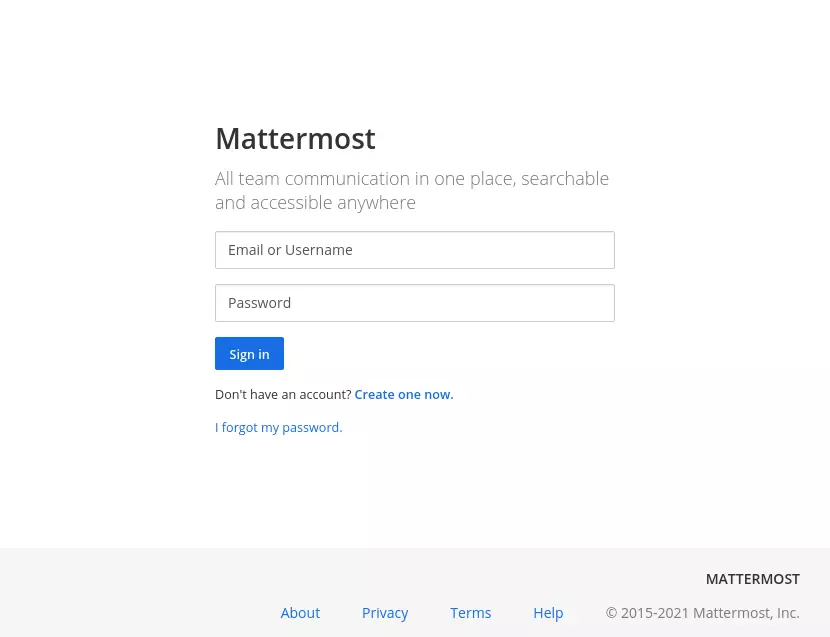 Mattermost
All team communication in one place, searchable
and accessible anywhere
Email or Username
Password
Sign in
Don't have an account? Create one now.
I forgot my password.
MATTERMOST
About Privacy Terms Help © 2015-2021 Mattermost, Inc.